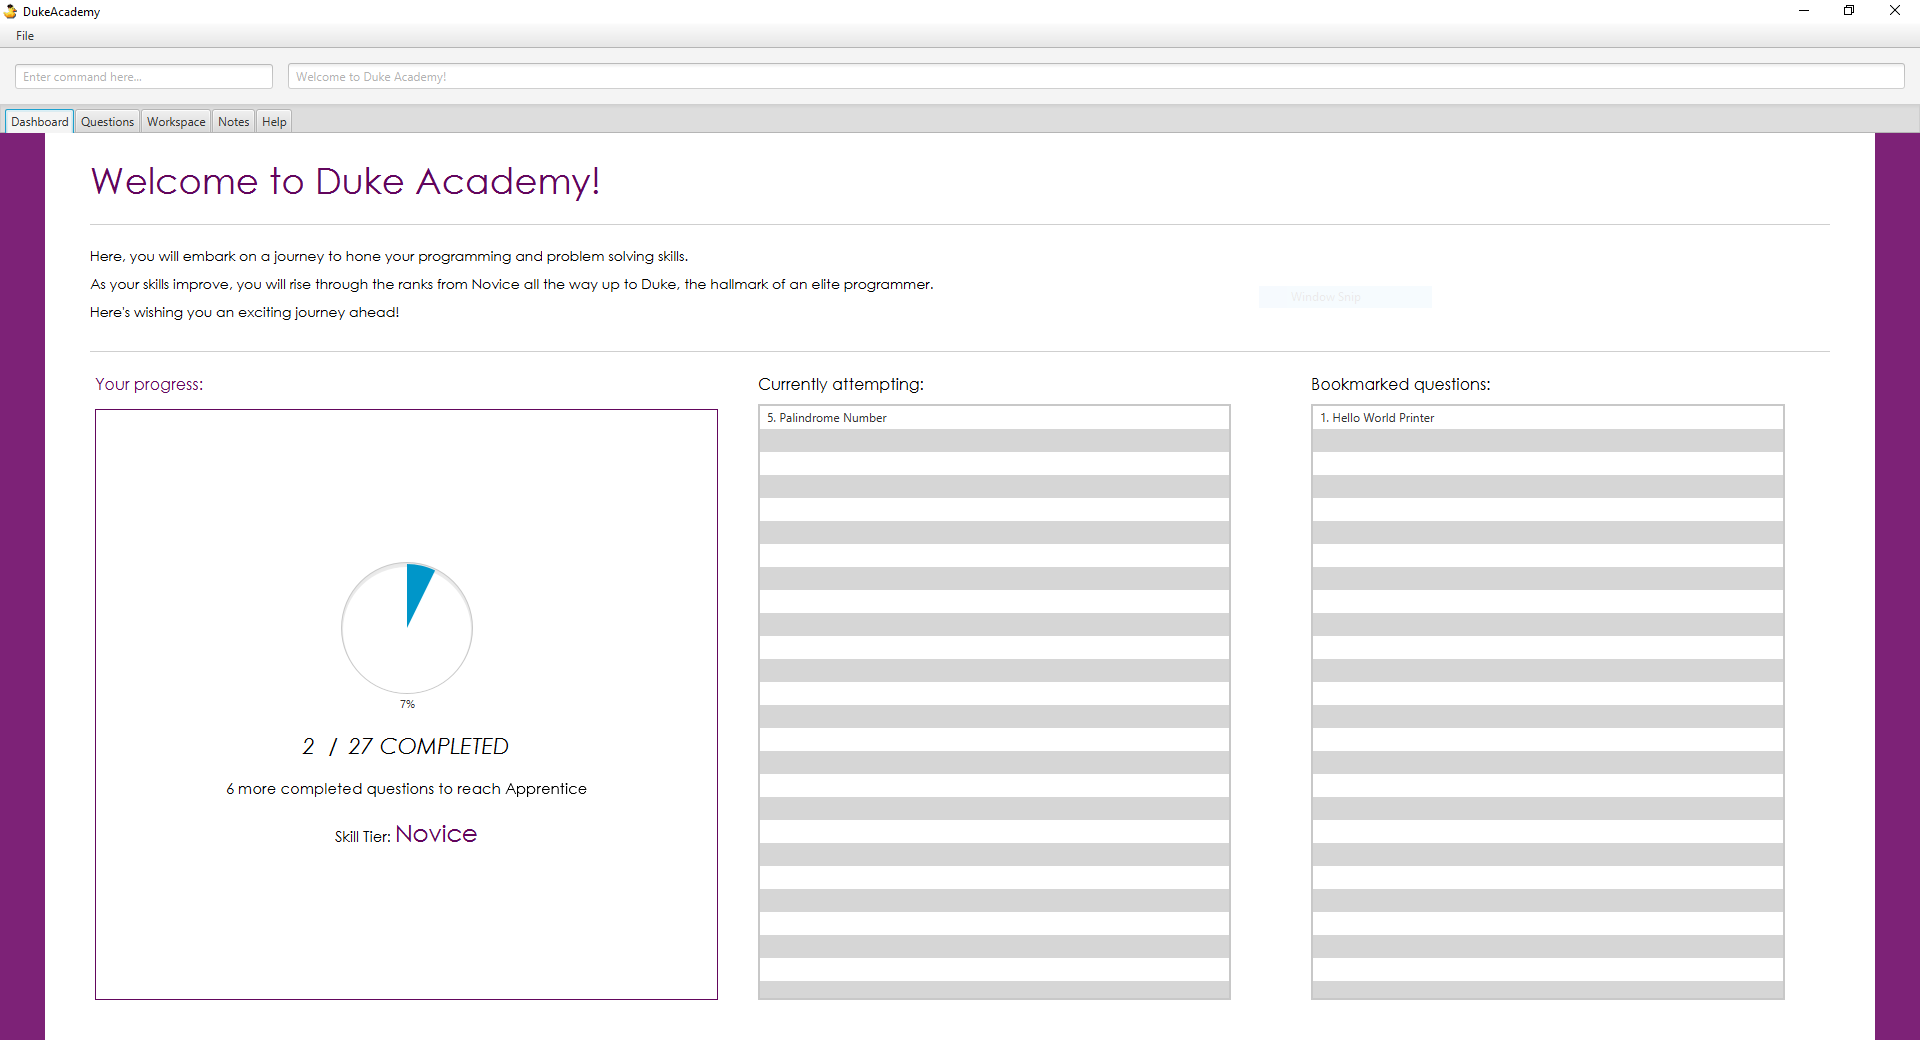 DukeAcademy
File
Enter command here...
Welcome to Duke Academy!
Dashboard
Questions
Workspace
Notes
Help
Welcome to Duke Academy!
Here, you will embark on a journey to hone your programming and problem solving skills.
As your skills improve, you will rise through the ranks from Novice all the way up to Duke, the hallmark of an elite programmer.
Here's wishing you an exciting journey ahead!
Window Snip
Your progress:
7%
2 / 27 COMPLETED
6 more completed questions to reach Apprentice
Skill Tier: Novice
Currently attempting:
5. Palindrome Number
Bookmarked questions:
1. Hello World Printer